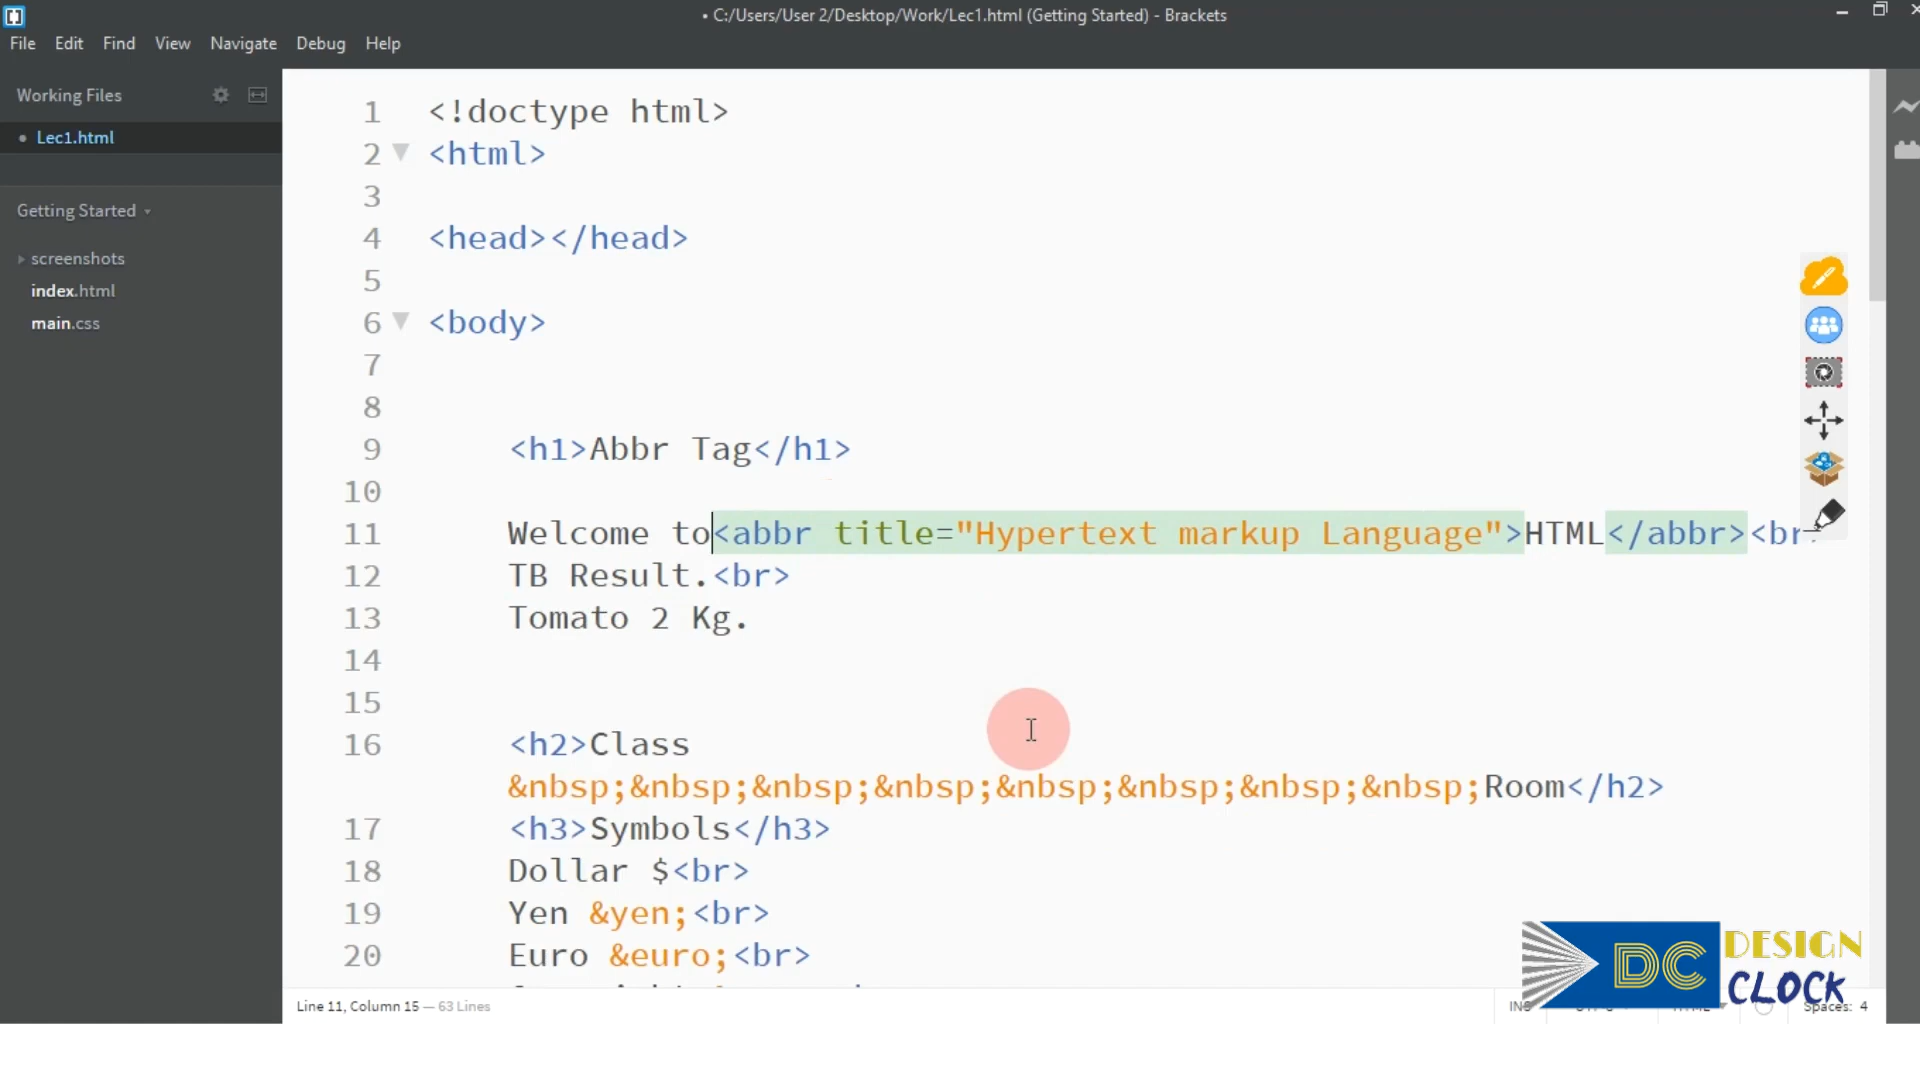 • C:/Users/User 2/Desktop/Work/Lec1.html (Getting Started) - Brackets
File Edit Find View Navigate Debug Help
Working Files
• Lec1.html
Getting Started
screenshots
index.html
main.css
1 <!doctype html>
2 <html>
3
4 <head></head>
5
6 <body>
7
8
9 <h1>Abbr Tag</h1>
10
11 Welcome to<abbr title="Hypertext markup Language">HTML</abbr><br
12 TB Result.<br>
13 Tomato 2 Kg.
14
15
16 <h2>Class
&nbsp;&nbsp;&nbsp;&nbsp;&nbsp;&nbsp;&nbsp;&nbsp;Room</h2>
17 <h3>Symbols</h3>
18 Dollar $<br>
19 Yen &yen;<br>
20 Euro &euro;<br>
DC DESIGN
CLOCK
Line 11, Column 15 — 63 Lines
INS
Spaces: 4